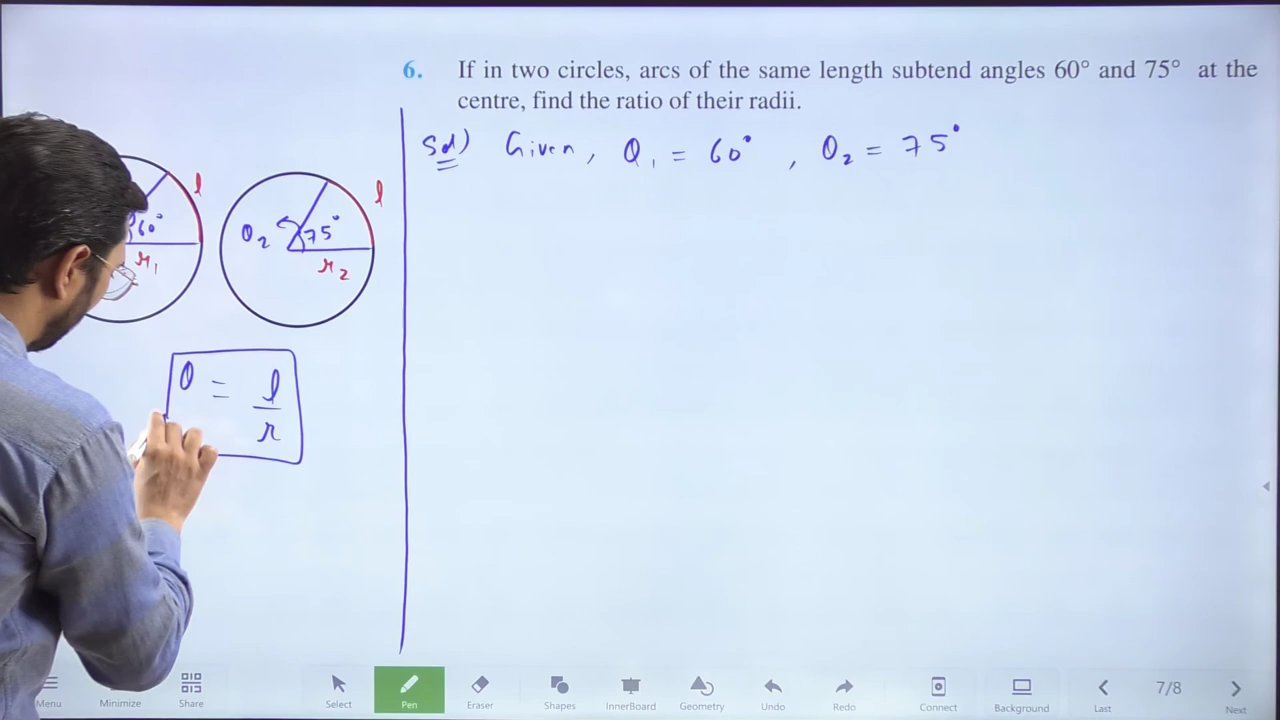 6. If in two circles, arcs of the same length subtend angles 60° and 75° at the
centre, find the ratio of their radii.
Sol) Given, θ₁ = 60°, θ₂ = 75°
60° l
r₁
θ₂ 75° l
r₂
θ = l/r
Menu Minimize Share Select Pen Eraser Shapes InnerBoard Geometry Undo Redo Connect Background Last 7/8 Next